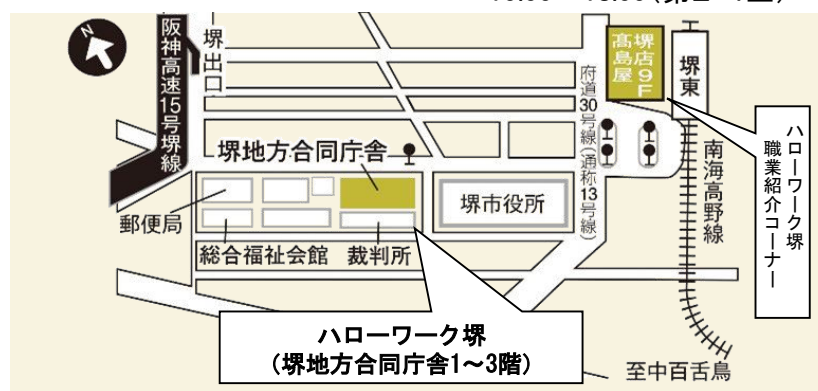 N
阪神高速15号堺線
堺出口
府道30号線(通称13号線)
堺店9F
髙島屋
堺東
ハローワーク堺
職業紹介コーナー
南海高野線
堺地方合同庁舎
堺市役所
郵便局
総合福祉会館
裁判所
ハローワーク堺
(堺地方合同庁舎1～3階)
至中百舌鳥